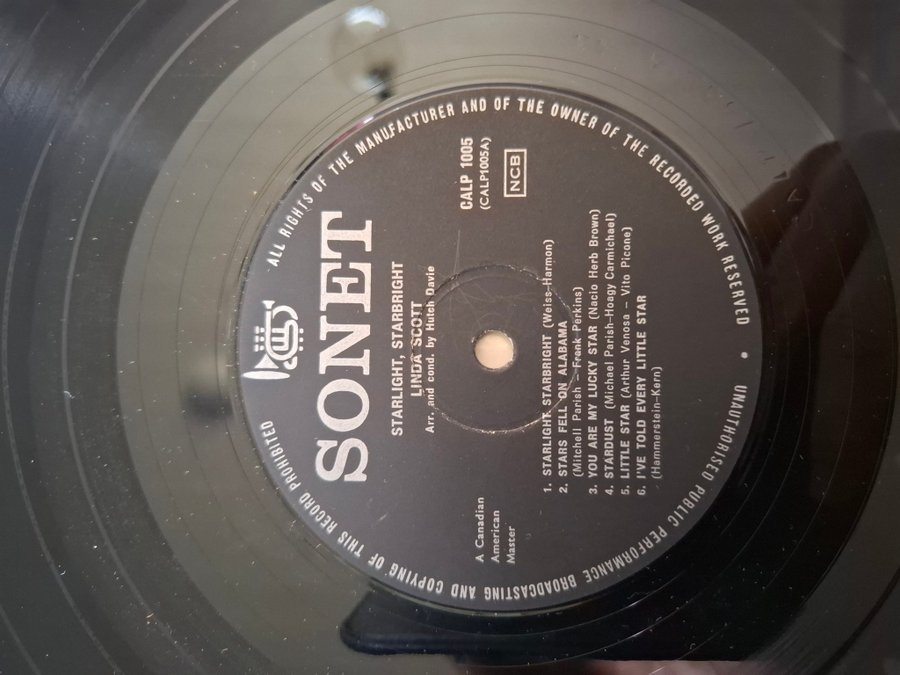 ALL RIGHTS OF THE MANUFACTURER AND OF THE OWNER OF THE RECORDED WORK RESERVED • UNAUTHORISED PUBLIC PERFORMANCE BROADCASTING AND COPYING OF THIS RECORD PROHIBITED
SONET
STARLIGHT, STARBRIGHT
LINDA SCOTT
Arr. and cond. by Hutch Davie
CALP 1005
(CALP1005A)
NCB
A Canadian
American
Master
1. STARLIGHT, STARBRIGHT (Weiss-Harmon)
2. STARS FELL ON ALABAMA
(Mitchell Parish - Frank Perkins)
3. YOU ARE MY LUCKY STAR (Nacio Herb Brown)
4. STARDUST (Michael Parish-Hoagy Carmichael)
5. LITTLE STAR (Arthur Venosa - Vito Picone)
6. I'VE TOLD EVERY LITTLE STAR
(Hammerstein-Kern)